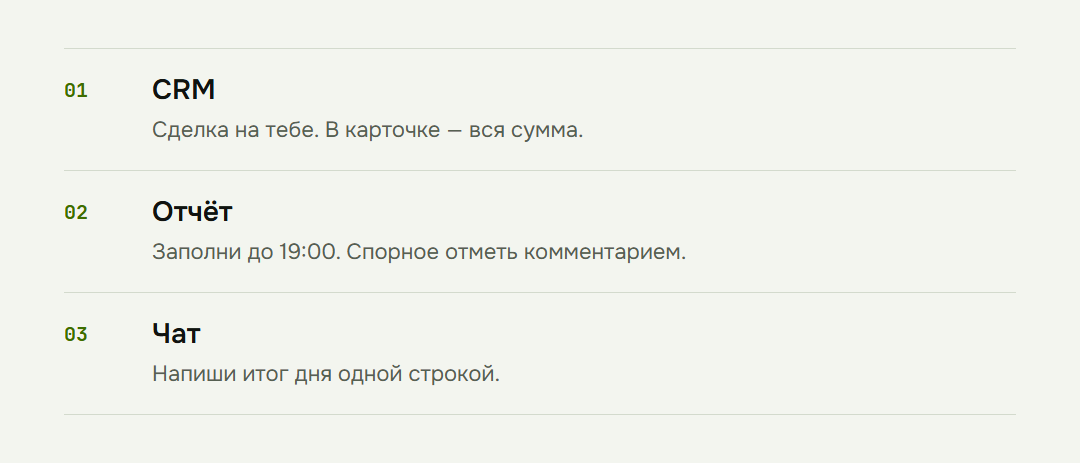 01
CRM
Сделка на тебе. В карточке — вся сумма.
02
Отчёт
Заполни до 19:00. Спорное отметь комментарием.
03
Чат
Напиши итог дня одной строкой.